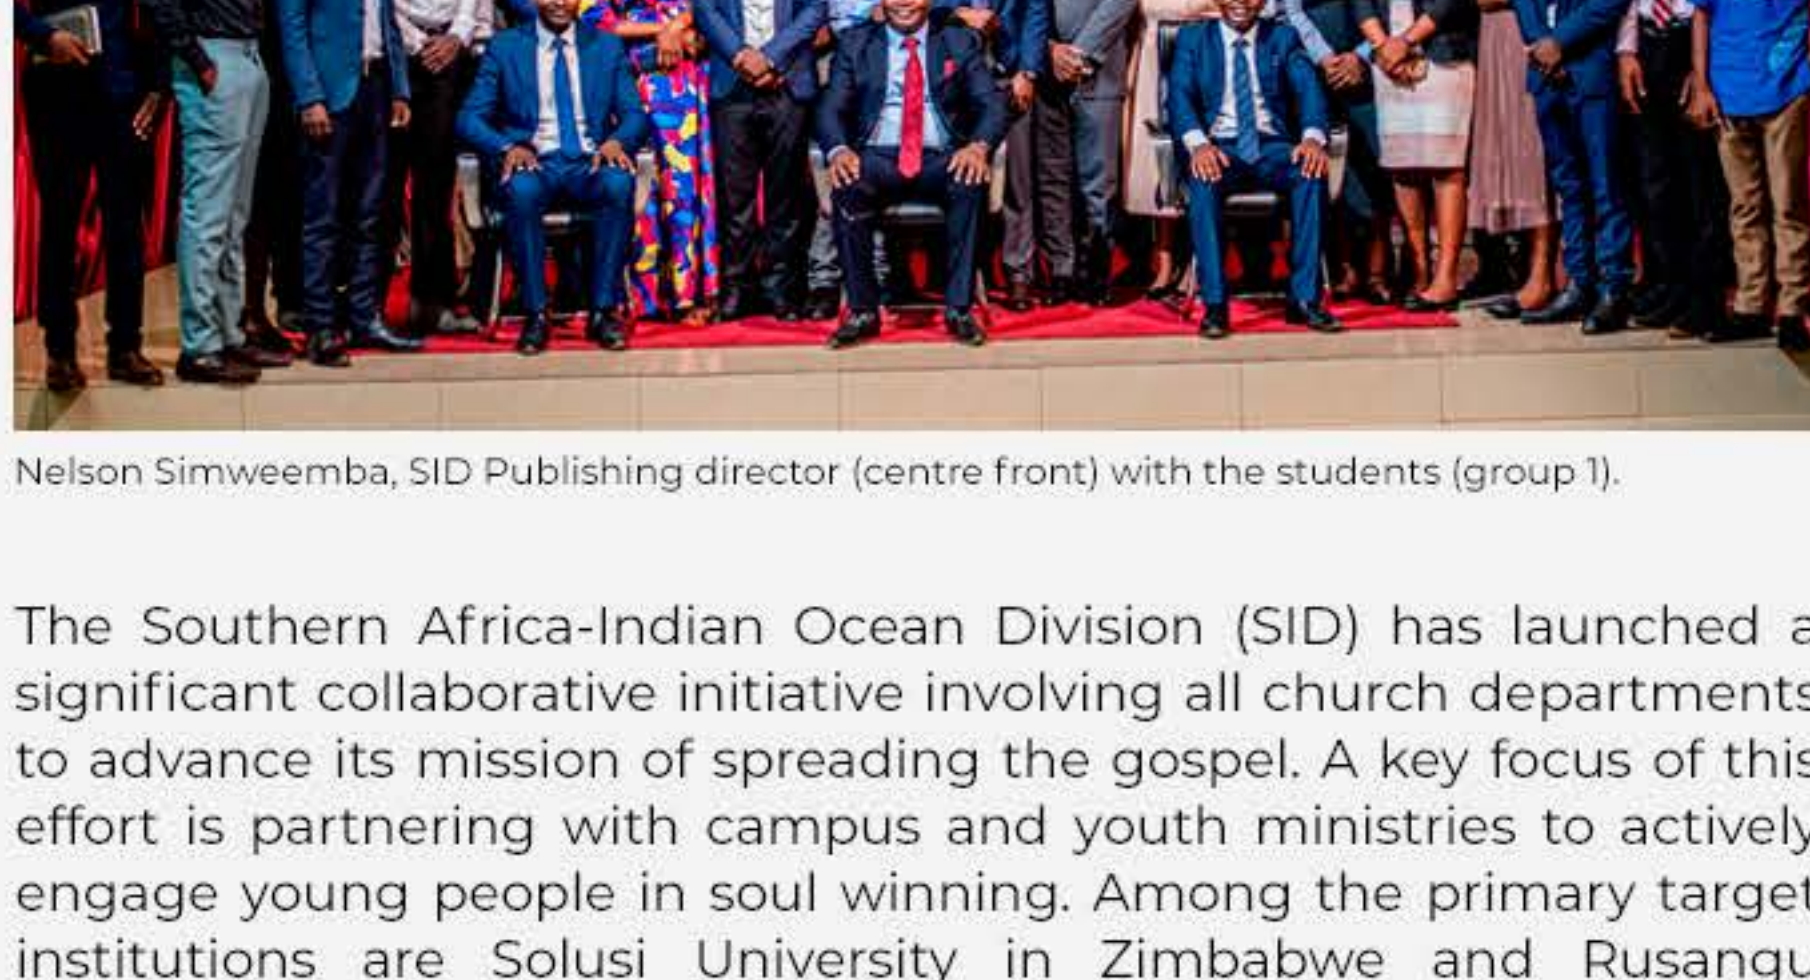 Nelson Simweemba, SID Publishing director (centre front) with the students (group 1).
The Southern Africa-Indian Ocean Division (SID) has launched a
significant collaborative initiative involving all church departments
to advance its mission of spreading the gospel. A key focus of this
effort is partnering with campus and youth ministries to actively
engage young people in soul winning. Among the primary target
institutions are Solusi University in Zimbabwe and Rusangu